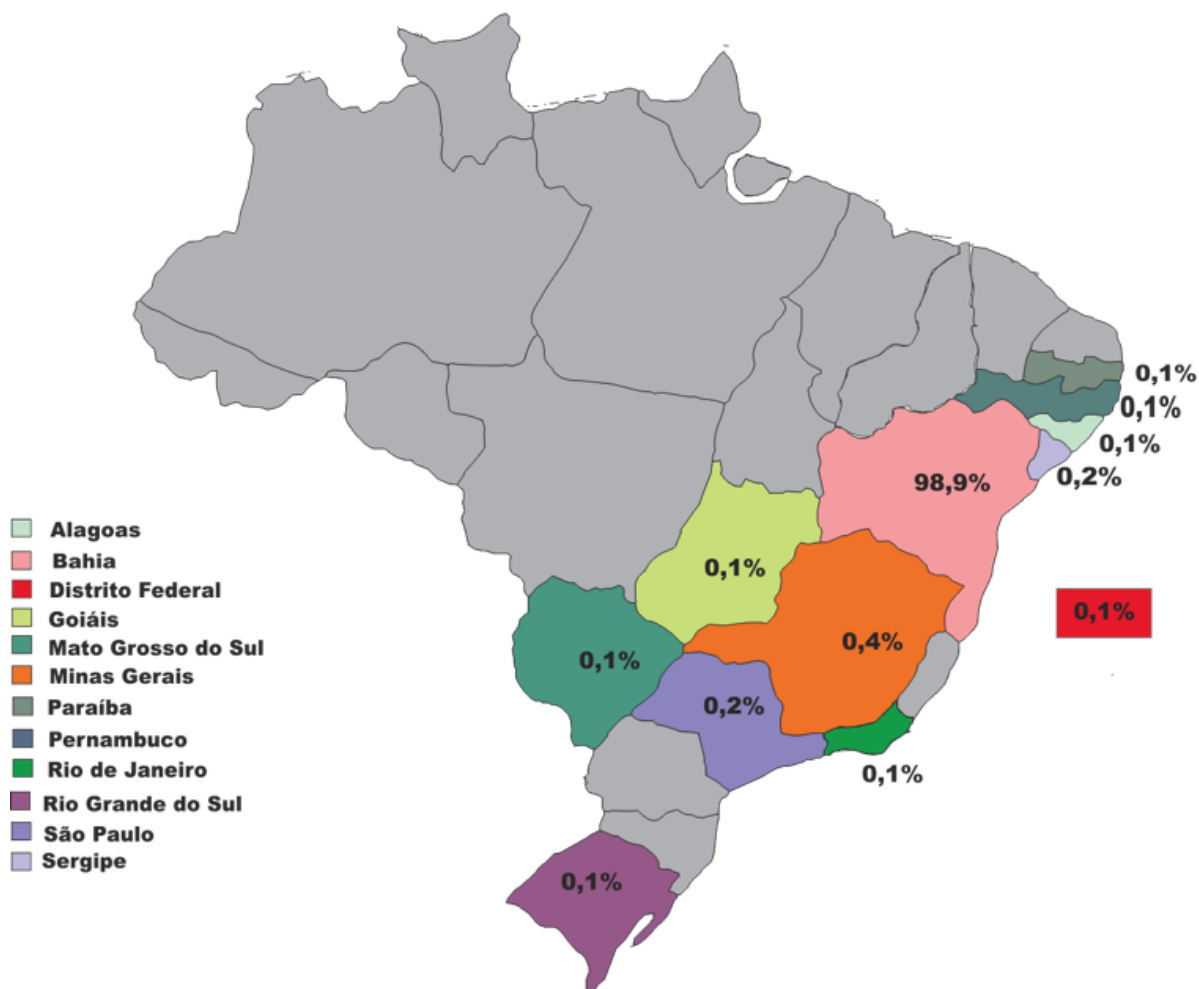 0,1%
0,1%
0,1%
0,2%
98,9%
0,1%
0,1%
0,4%
0,1%
0,2%
0,1%
0,1%
Alagoas
Bahia
Distrito Federal
Goiáis
Mato Grosso do Sul
Minas Gerais
Paraíba
Pernambuco
Rio de Janeiro
Rio Grande do Sul
São Paulo
Sergipe